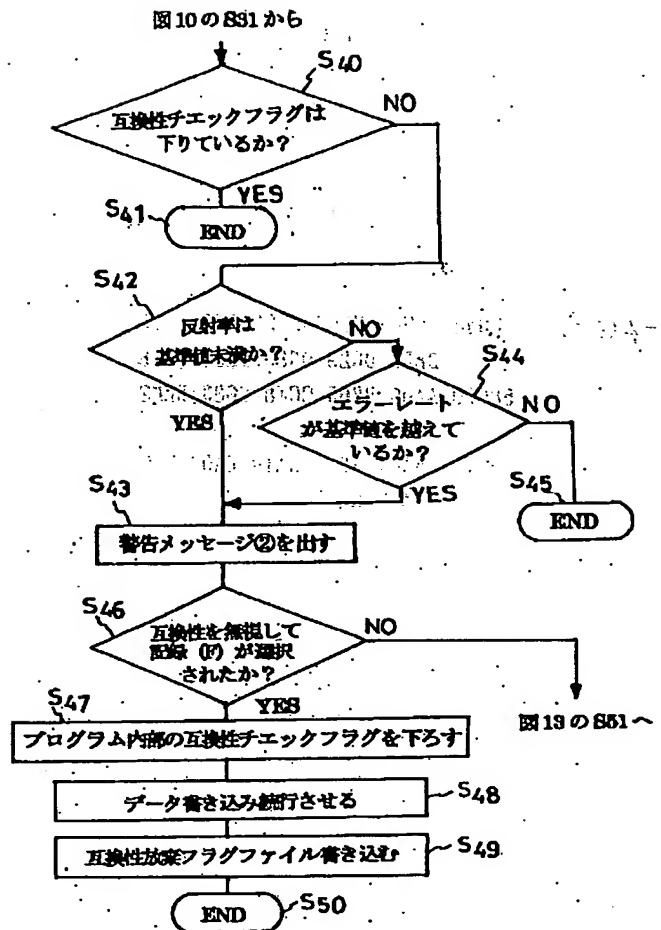 図10のS31から
S40
互換性チエックフラグは
下りているか?
NO
YES
S41
END
S42
反射率は
基準値未満か?
NO
S44
エラーレート
が基準値を越えて
いるか?
NO
YES
YES
S45
END
S43
警告メッセージ②を出す
S46
互換性を無視して
記録(F)が選択
されたか?
NO
YES
図13のS51へ
S47
プログラム内部の互換性チエックフラグを下ろす
データ書き込み続行させる
S48
互換性放棄フラグファイル書き込む
S49
END
S50